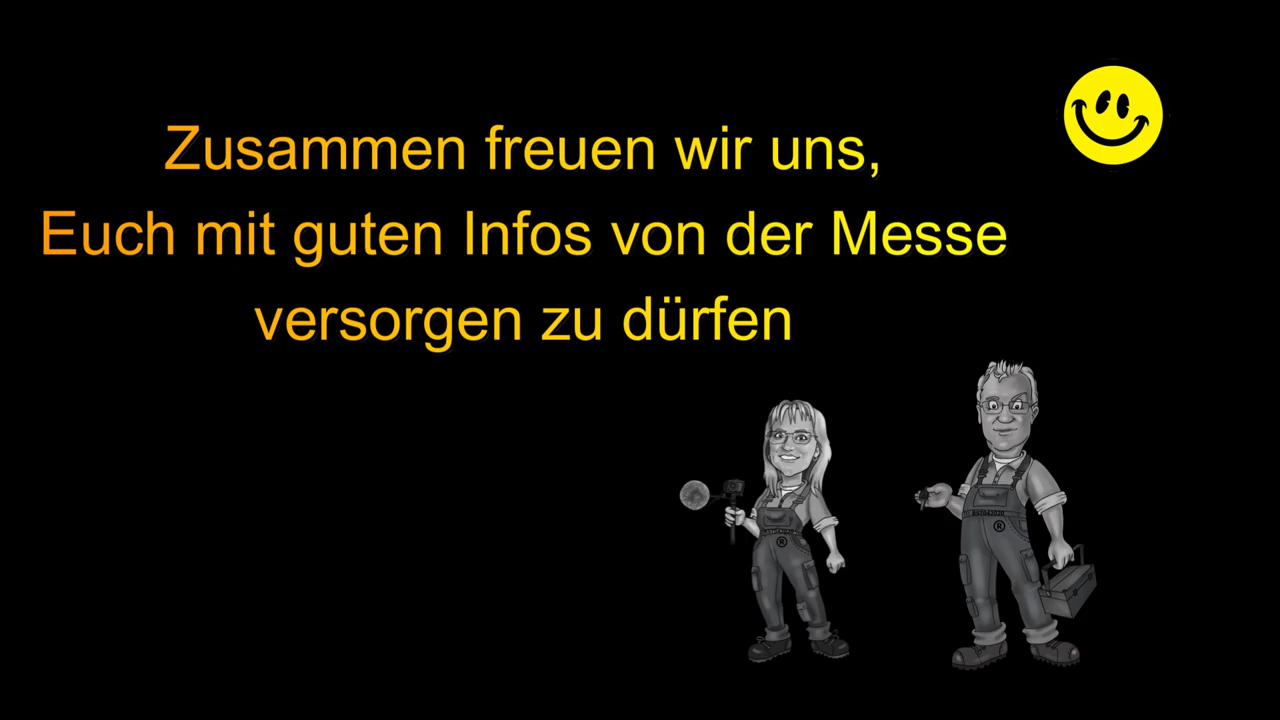 Zusammen freuen wir uns,
Euch mit guten Infos von der Messe
versorgen zu dürfen
®
®